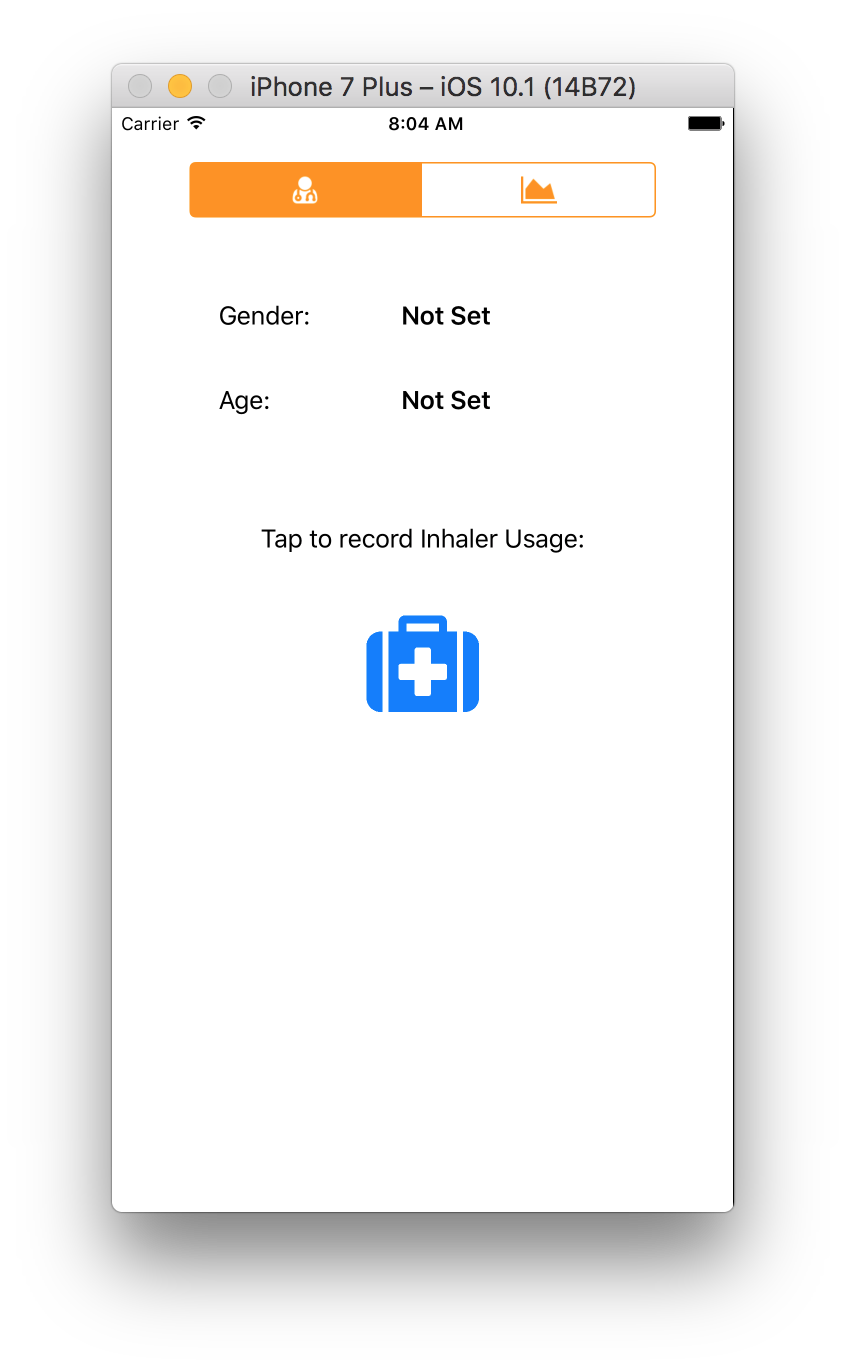 iPhone 7 Plus – iOS 10.1 (14B72)
Carrier 8:04 AM
Gender: Not Set
Age: Not Set
Tap to record Inhaler Usage: